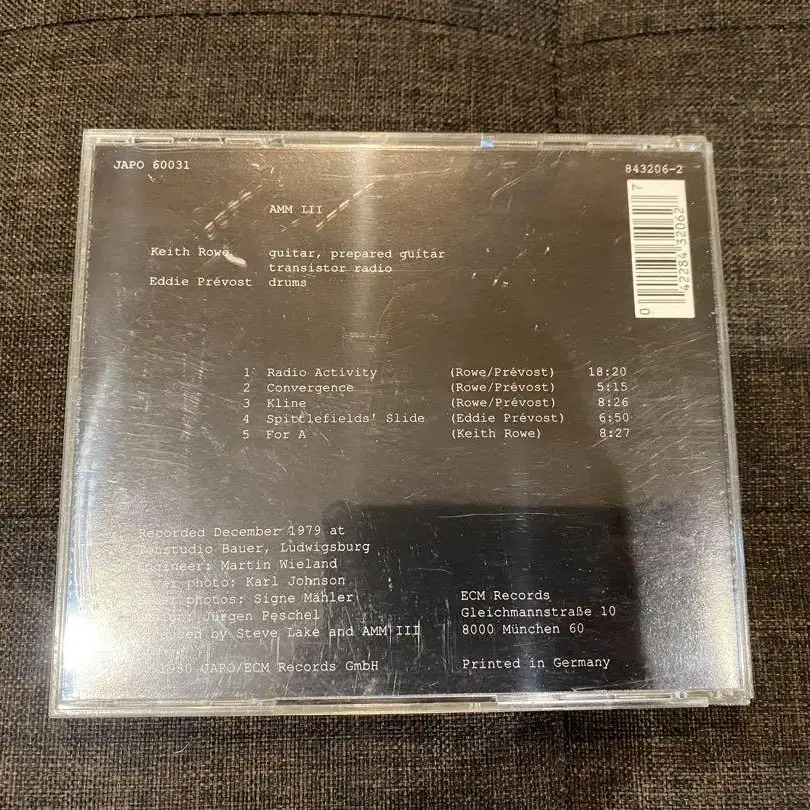 JAPO 60031
843206-2
0 42284 32062 7
AMM III
Keith Rowe guitar, prepared guitar
transistor radio
Eddie Prévost drums
1 Radio Activity (Rowe/Prévost) 18:20
2 Convergence (Rowe/Prévost) 5:15
3 Kline (Rowe/Prévost) 8:26
4 Spittlefields' Slide (Eddie Prévost) 6:50
5 For A (Keith Rowe) 8:27
Recorded December 1979 at
Tonstudio Bauer, Ludwigsburg
Engineer: Martin Wieland
photo: Karl Johnson
photos: Signe Mähler
Jürgen Peschel
by Steve Lake and AMM III
1980 JAPO/ECM Records GmbH
ECM Records
Gleichmannstraße 10
8000 München 60
Printed in Germany